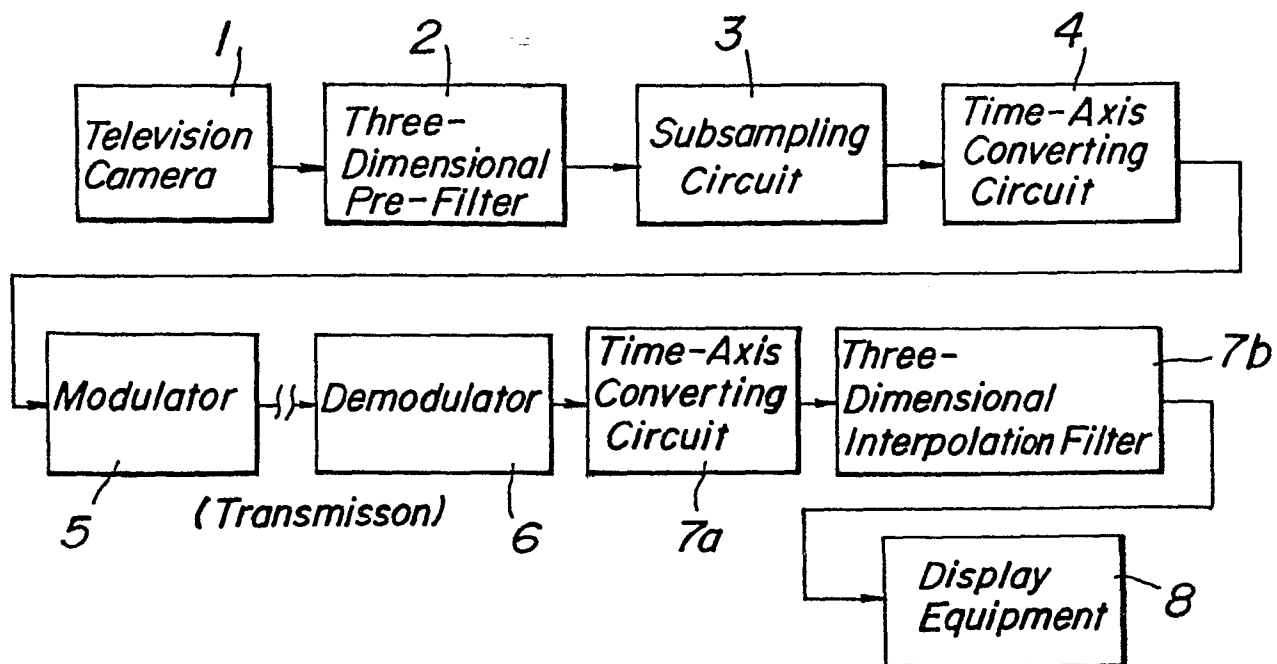 1
2
3
4
Television
Camera
Three-
Dimensional
Pre-Filter
Subsampling
Circuit
Time-Axis
Converting
Circuit
Modulator
Demodulator
Time-Axis
Converting
Circuit
Three-
Dimensional
Interpolation Filter
7b
5
(Transmisson)
6
7a
Display
Equipment
8